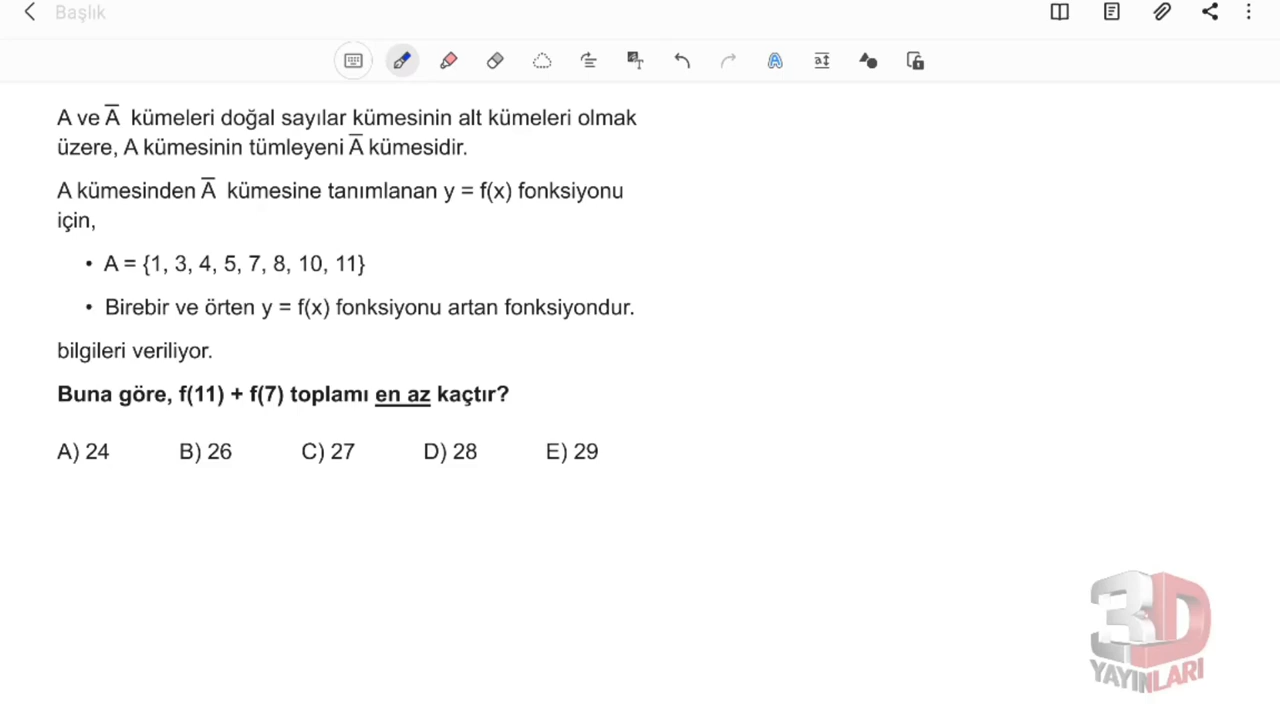 Başlık
A ve A̅ kümeleri doğal sayılar kümesinin alt kümeleri olmak
üzere, A kümesinin tümleyeni A̅ kümesidir.
A kümesinden A̅ kümesine tanımlanan y = f(x) fonksiyonu
için,
• A = {1, 3, 4, 5, 7, 8, 10, 11}
• Birebir ve örten y = f(x) fonksiyonu artan fonksiyondur.
bilgileri veriliyor.
Buna göre, f(11) + f(7) toplamı en az kaçtır?
A) 24 B) 26 C) 27 D) 28 E) 29
3D
YAYINLARI